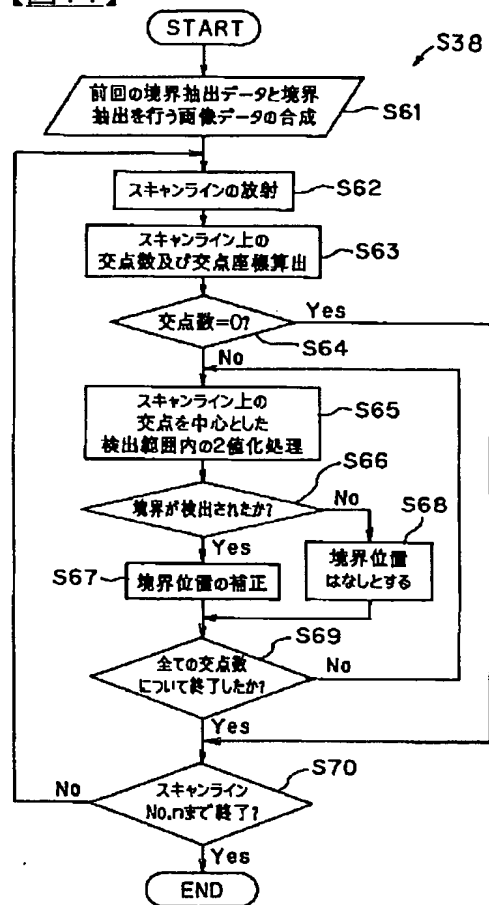 START
S38
前回の境界抽出データと境界
抽出を行う画像データの合成
S61
スキャンラインの放射
S62
スキャンライン上の
交点数及び交点座標算出
S63
交点数=0?
Yes
S64
No
スキャンライン上の
交点を中心とした
検出範囲内の2値化処理
S65
S66
境界が検出されたか?
No
S68
Yes
S67
境界位置の補正
境界位置
はなしとする
S69
全ての交点数
について終了したか?
No
Yes
S70
スキャンライン
No.nまで終了?
No
Yes
END